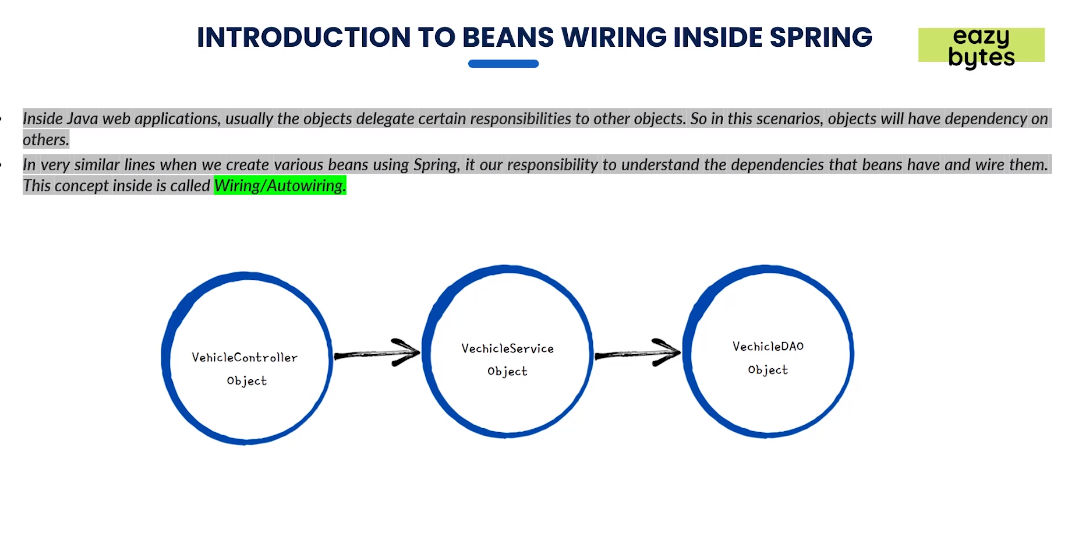 INTRODUCTION TO BEANS WIRING INSIDE SPRING
eazy
bytes
Inside Java web applications, usually the objects delegate certain responsibilities to other objects. So in this scenarios, objects will have dependency on
others.
In very similar lines when we create various beans using Spring, it our responsibility to understand the dependencies that beans have and wire them.
This concept inside is called Wiring/Autowiring.
VehicleController
Object
VechicleService
Object
VechicleDAO
Object